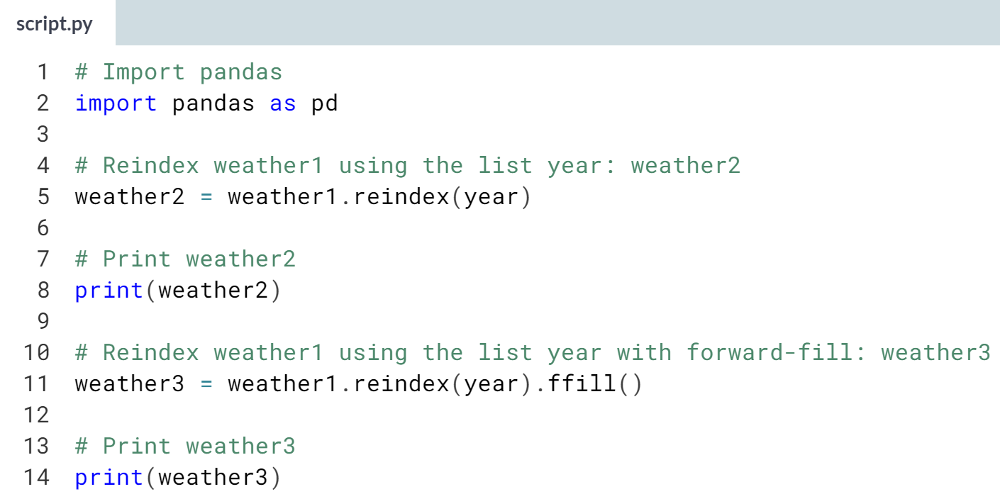 script.py
1 # Import pandas
2 import pandas as pd
3
4 # Reindex weather1 using the list year: weather2
5 weather2 = weather1.reindex(year)
6
7 # Print weather2
8 print(weather2)
9
10 # Reindex weather1 using the list year with forward-fill: weather3
11 weather3 = weather1.reindex(year).ffill()
12
13 # Print weather3
14 print(weather3)